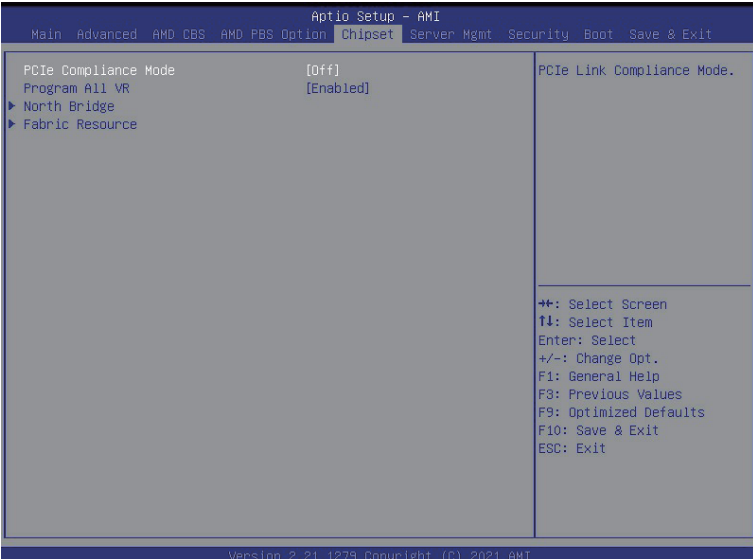 Aptio Setup – AMI
Main Advanced AMD CBS AMD PBS Option Chipset Server Mgmt Security Boot Save & Exit
PCIe Compliance Mode [Off] PCIe Link Compliance Mode.
Program All VR [Enabled]
▶ North Bridge
▶ Fabric Resource
→←: Select Screen
↑↓: Select Item
Enter: Select
+/-: Change Opt.
F1: General Help
F3: Previous Values
F9: Optimized Defaults
F10: Save & Exit
ESC: Exit
Version 2.21.1279 Copyright (C) 2021 AMI